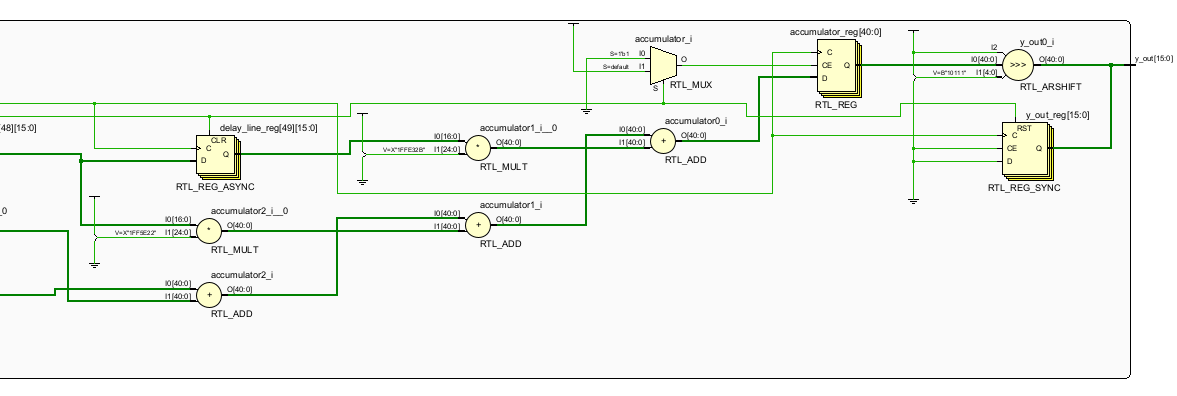 accumulator_reg[40:0]
accumulator_i
y_out0_i
S=1'b1
I0
O
S=default
I1
S
RTL_MUX
C
CE
Q
D
RTL_REG
I2
I0[40:0]
O[40:0]
V=B"10111"
I1[4:0]
>>>
RTL_ARSHIFT
y_out[15:0]
y_out_reg[15:0]
RST
C
CE
Q
D
RTL_REG_SYNC
[48][15:0]
delay_line_reg[49][15:0]
CLR
C
Q
D
RTL_REG_ASYNC
accumulator1_i__0
I0[16:0]
O[40:0]
V=X"1FFE32B"
I1[24:0]
*
RTL_MULT
accumulator0_i
I0[40:0]
O[40:0]
I1[40:0]
+
RTL_ADD
_0
accumulator2_i__0
I0[16:0]
O[40:0]
V=X"1FF5E22"
I1[24:0]
*
RTL_MULT
accumulator1_i
I0[40:0]
O[40:0]
I1[40:0]
+
RTL_ADD
accumulator2_i
I0[40:0]
O[40:0]
I1[40:0]
+
RTL_ADD